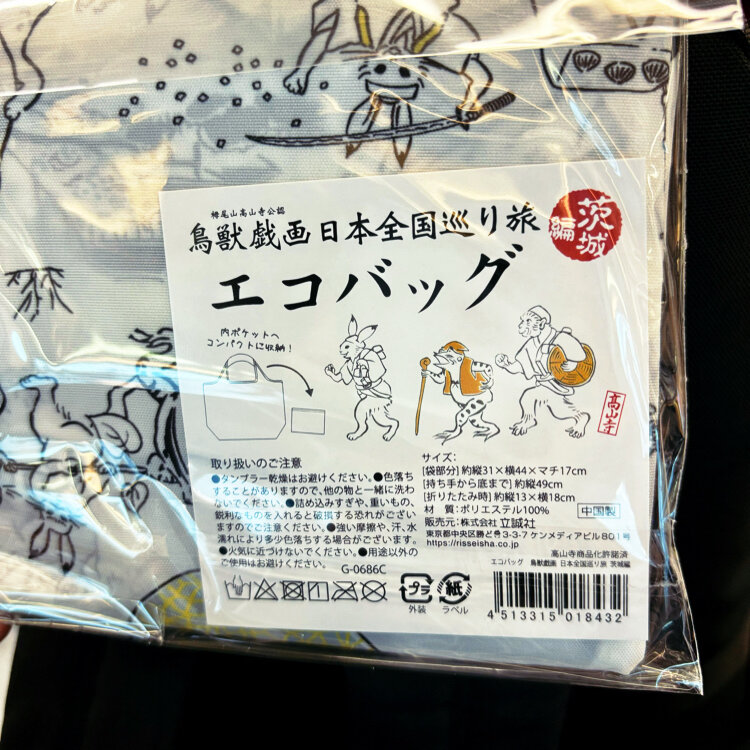 栂尾山高山寺公認
鳥獣戯画日本全国巡り旅
茨城編
エコバッグ
内ポケットへ
コンパクトに収納!
高山寺
取り扱いのご注意
●タンブラー乾燥はお避けください。●色落ち
することがありますので、他の物と一緒に洗わ
ないでください。●詰め込みすぎや、重いもの、
鋭利なものを入れると破損する恐れがござい
ますのでご注意ください。●強い摩擦や、汗、水
濡れにより多少色落ちする場合がございます。
●火気に近づけないでください。●用途以外の
ご使用はお避けください。
G-0686C
プラ
外装
紙
ラベル
サイズ:
[袋部分] 約縦31×横44×マチ17cm
[持ち手から底まで] 約縦49cm
[折りたたみ時] 約縦13×横18cm
材 質:ポリエステル100%
中国製
販売元:株式会社 立誠社
東京都中央区勝どき3-3-7 ケンメディアビル801号
https://risseisha.co.jp
高山寺商品化許諾済
エコバッグ 鳥獣戯画 日本全国巡り旅 茨城編
4 513315 018432